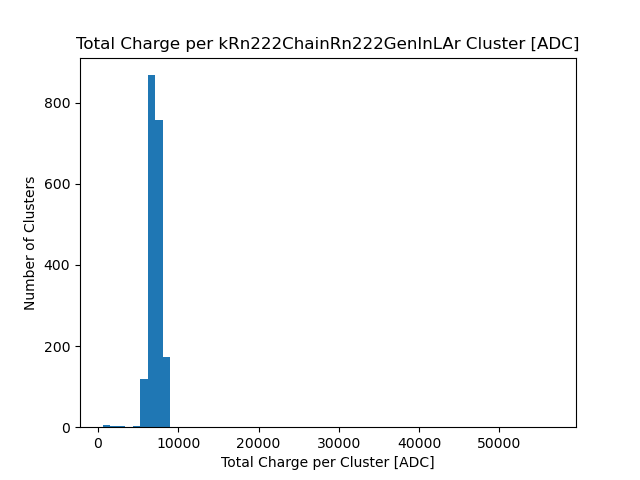 Total Charge per kRn222ChainRn222GenInLAr Cluster [ADC]
800
600
400
200
0
Number of Clusters
0 10000 20000 30000 40000 50000
Total Charge per Cluster [ADC]